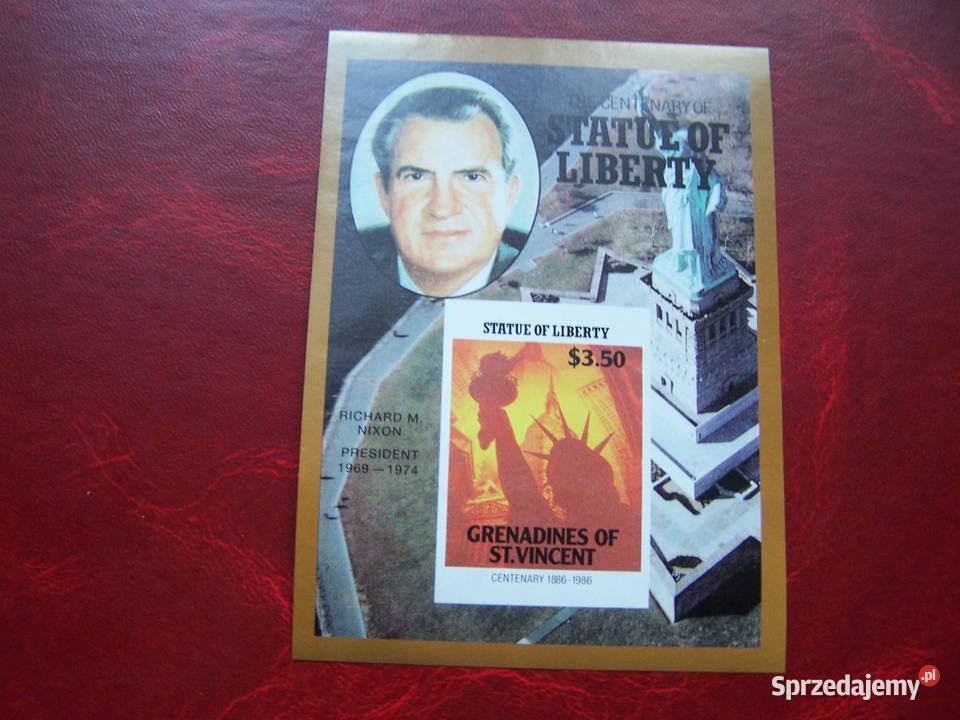 THE CENTENARY OF
STATUE OF
LIBERTY
STATUE OF LIBERTY
$3.50
RICHARD M.
NIXON
PRESIDENT
1969 — 1974
GRENADINES OF
ST.VINCENT
CENTENARY 1886-1986
Sprzedajemy.pl